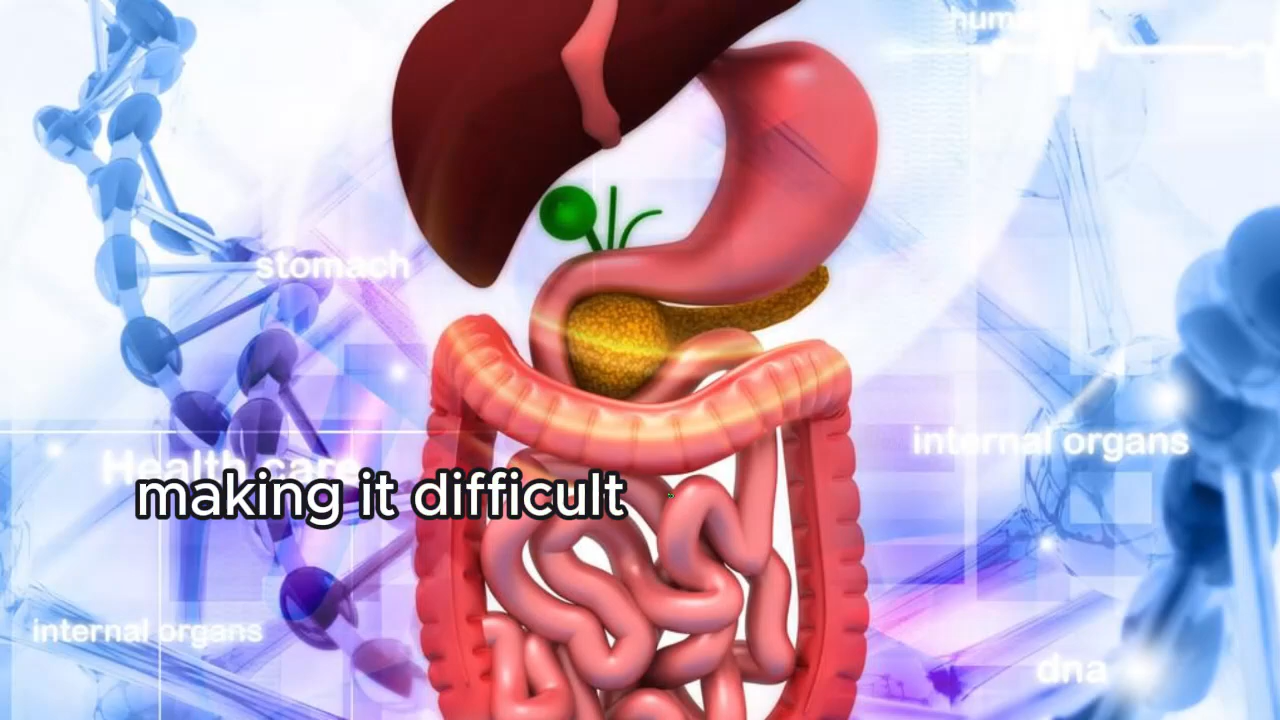 stomach
internal organs
Health care
making it difficult
internal organs
dna